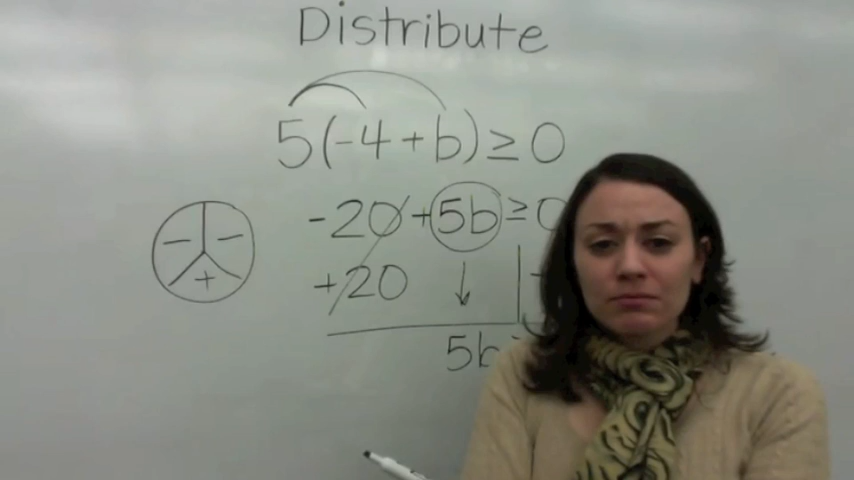 Distribute
5(-4+b)≥0
-20+5b≥0
+20
5b
- -
+